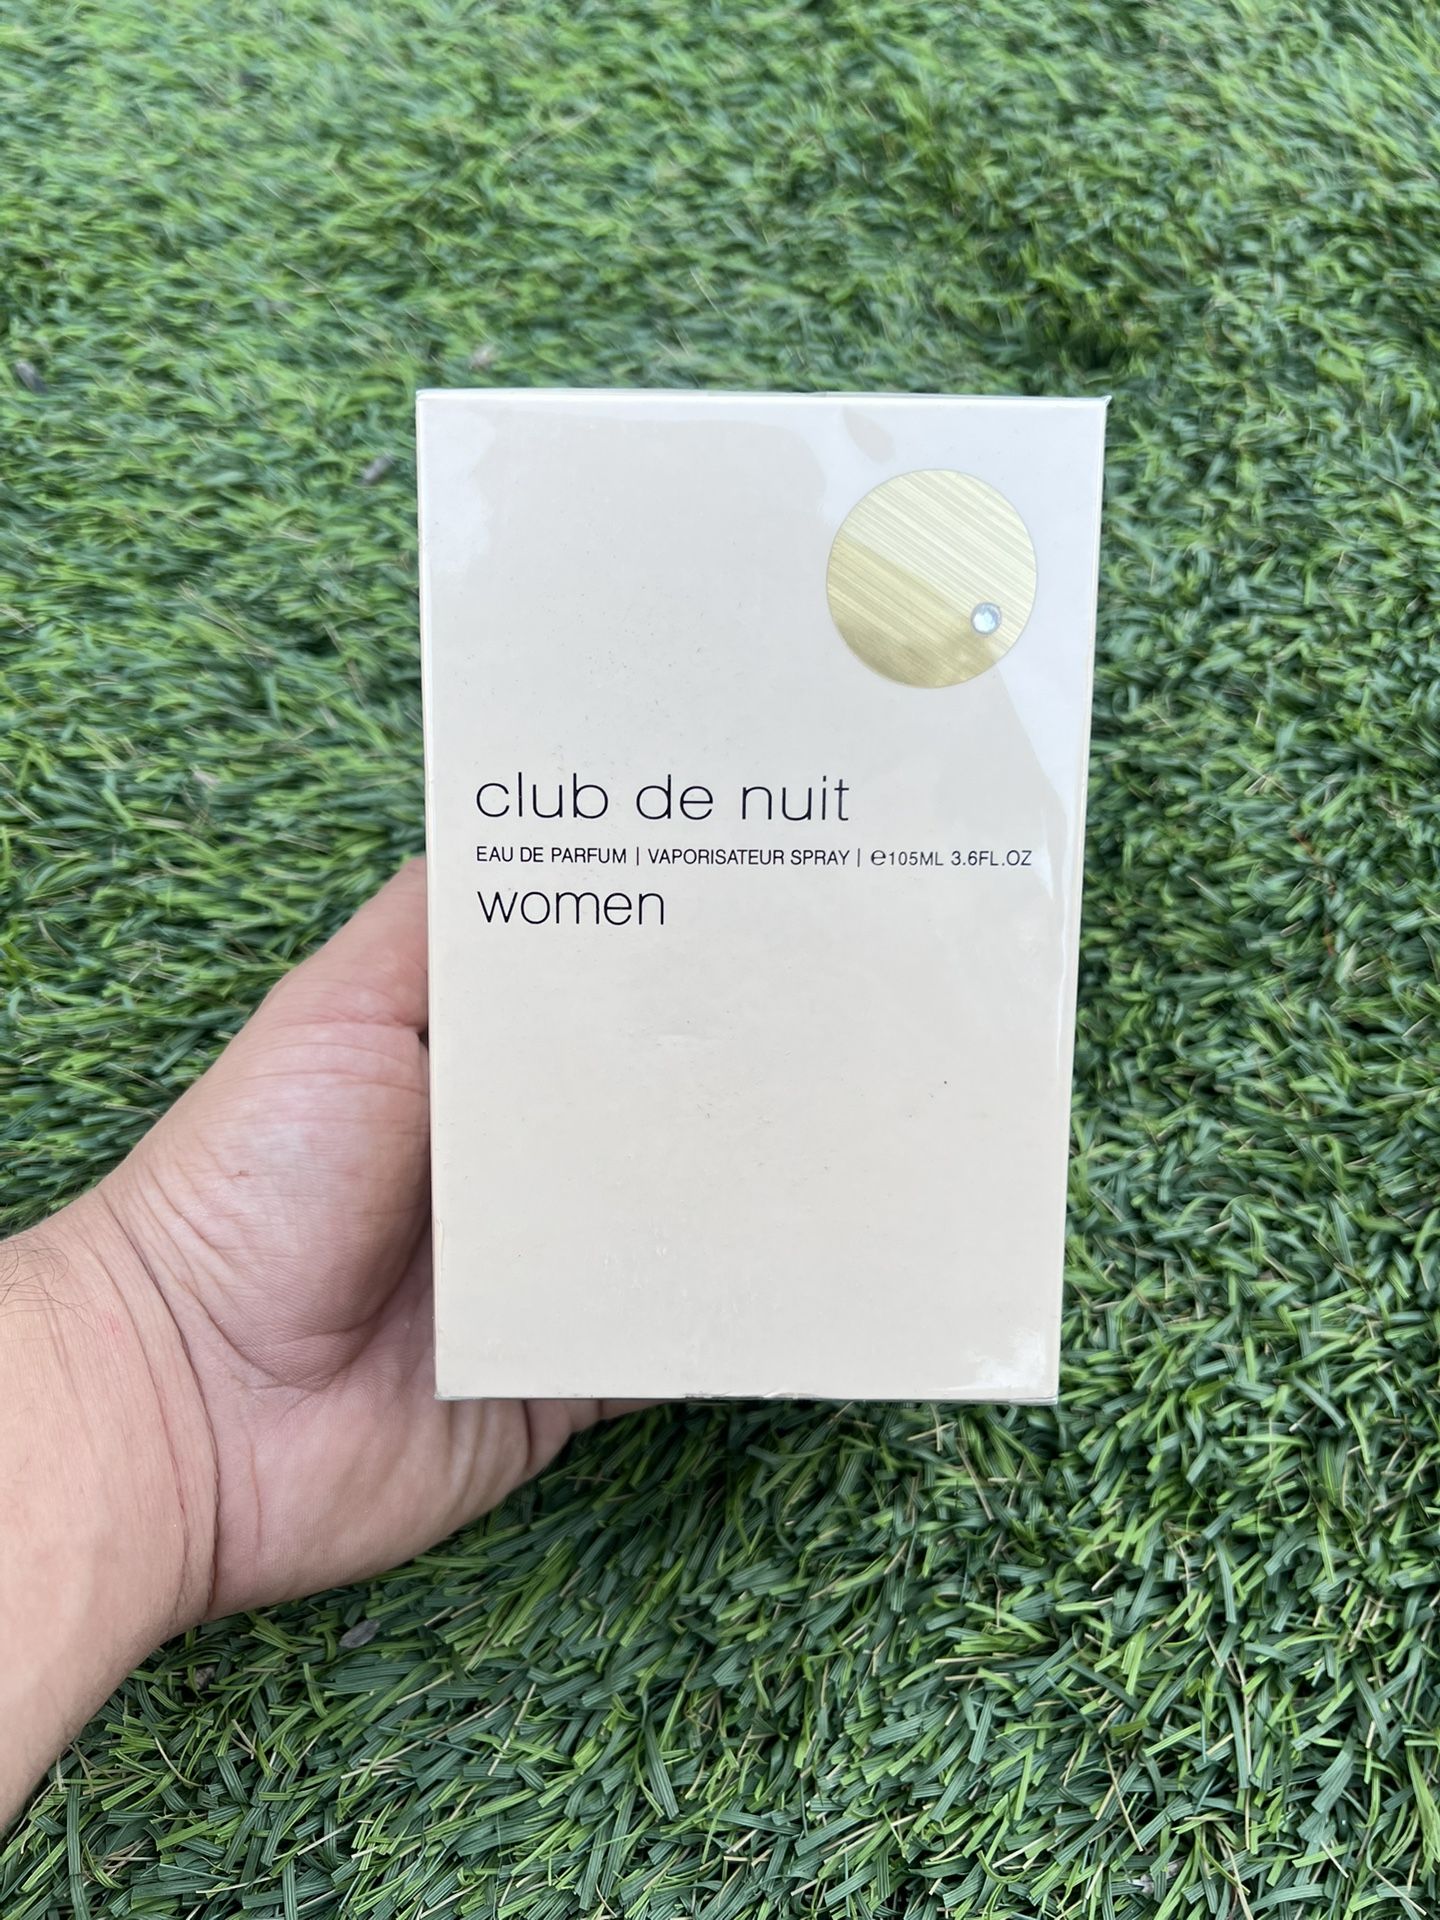 club de nuit
EAU DE PARFUM | VAPORISATEUR SPRAY | ℮105ML 3.6FL.OZ
women